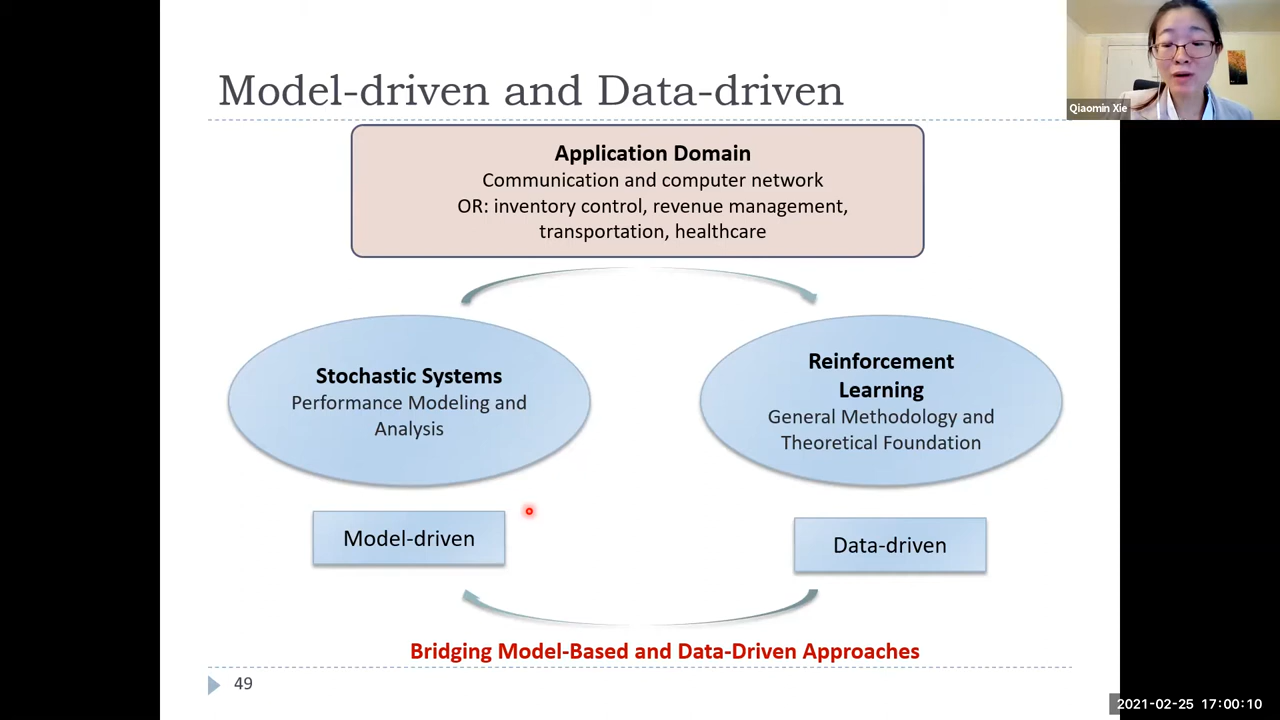 Model-driven and Data-driven
Qiaomin Xie
Application Domain
Communication and computer network
OR: inventory control, revenue management,
transportation, healthcare
Stochastic Systems
Performance Modeling and
Analysis
Reinforcement
Learning
General Methodology and
Theoretical Foundation
Model-driven
Data-driven
Bridging Model-Based and Data-Driven Approaches
49
2021-02-25 17:00:10